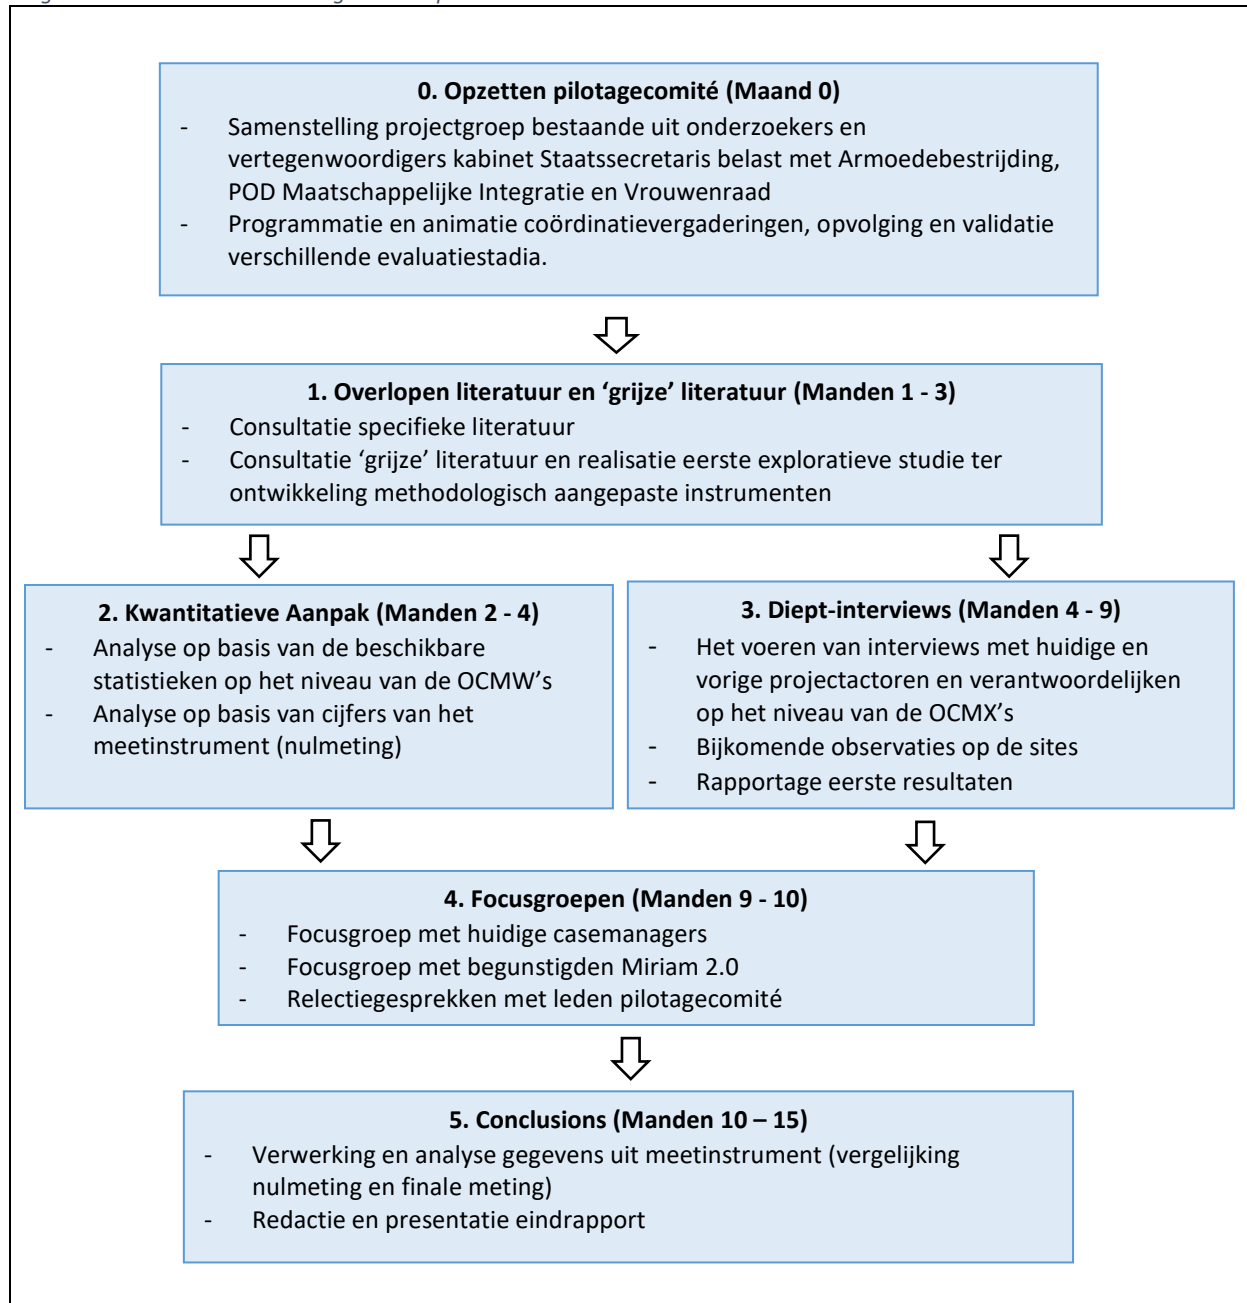 0. Opzetten pilotagecomité (Maand 0)
- Samenstelling projectgroep bestaande uit onderzoekers en
vertegenwoordigers kabinet Staatssecretaris belast met Armoedebestrijding,
POD Maatschappelijke Integratie en Vrouwenraad
- Programmatie en animatie coördinatievergaderingen, opvolging en validatie
verschillende evaluatiestadia.
1. Overlopen literatuur en ‘grijze’ literatuur (Manden 1 - 3)
- Consultatie specifieke literatuur
- Consultatie ‘grijze’ literatuur en realisatie eerste exploratieve studie ter
ontwikkeling methodologisch aangepaste instrumenten
2. Kwantitatieve Aanpak (Manden 2 - 4)
- Analyse op basis van de beschikbare
statistieken op het niveau van de OCMW’s
- Analyse op basis van cijfers van het
meetinstrument (nulmeting)
3. Diept-interviews (Manden 4 - 9)
- Het voeren van interviews met huidige en
vorige projectactoren en verantwoordelijken
op het niveau van de OCMX’s
- Bijkomende observaties op de sites
- Rapportage eerste resultaten
4. Focusgroepen (Manden 9 - 10)
- Focusgroep met huidige casemanagers
- Focusgroep met begunstigden Miriam 2.0
- Relectiegesprekken met leden pilotagecomité
5. Conclusions (Manden 10 – 15)
- Verwerking en analyse gegevens uit meetinstrument (vergelijking
nulmeting en finale meting)
- Redactie en presentatie eindrapport